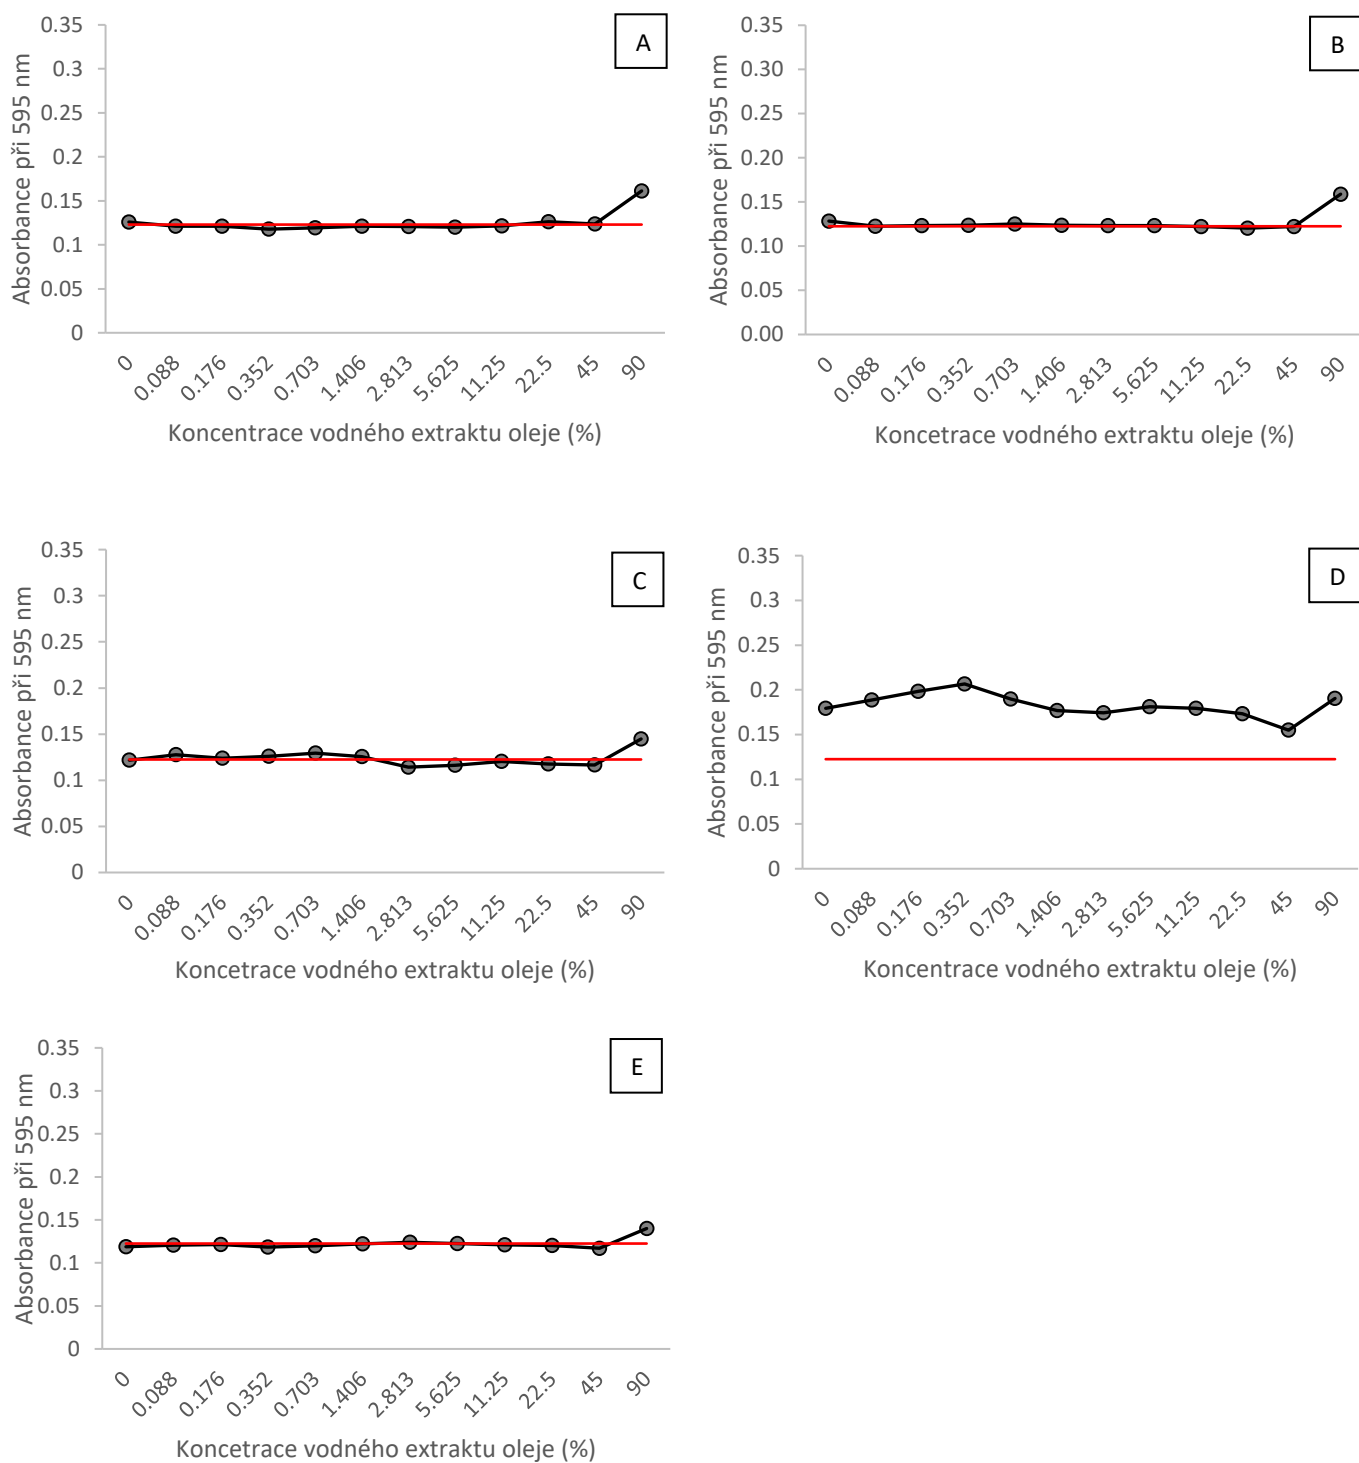 A
Absorbance při 595 nm
0.35
0.3
0.25
0.2
0.15
0.1
0.05
0
0 0.088 0.176 0.352 0.703 1.406 2.813 5.625 11.25 22.5 45 90
Koncentrace vodného extraktu oleje (%)
B
Absorbance při 595 nm
0.35
0.30
0.25
0.20
0.15
0.10
0.05
0.00
0 0.088 0.176 0.352 0.703 1.406 2.813 5.625 11.25 22.5 45 90
Koncetrace vodného extraktu oleje (%)
C
Absorbance při 595 nm
0.35
0.3
0.25
0.2
0.15
0.1
0.05
0
0 0.088 0.176 0.352 0.703 1.406 2.813 5.625 11.25 22.5 45 90
Koncetrace vodného extraktu oleje (%)
D
Absorbance při 595 nm
0.35
0.3
0.25
0.2
0.15
0.1
0.05
0
0 0.088 0.176 0.352 0.703 1.406 2.813 5.625 11.25 22.5 45 90
Koncentrace vodného extraktu oleje (%)
E
Absorbance při 595 nm
0.35
0.3
0.25
0.2
0.15
0.1
0.05
0
0 0.088 0.176 0.352 0.703 1.406 2.813 5.625 11.25 22.5 45 90
Koncetrace vodného extraktu oleje (%)